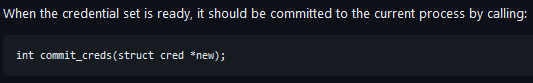 When the credential set is ready, it should be committed to the current process by calling:
int commit_creds(struct cred *new);